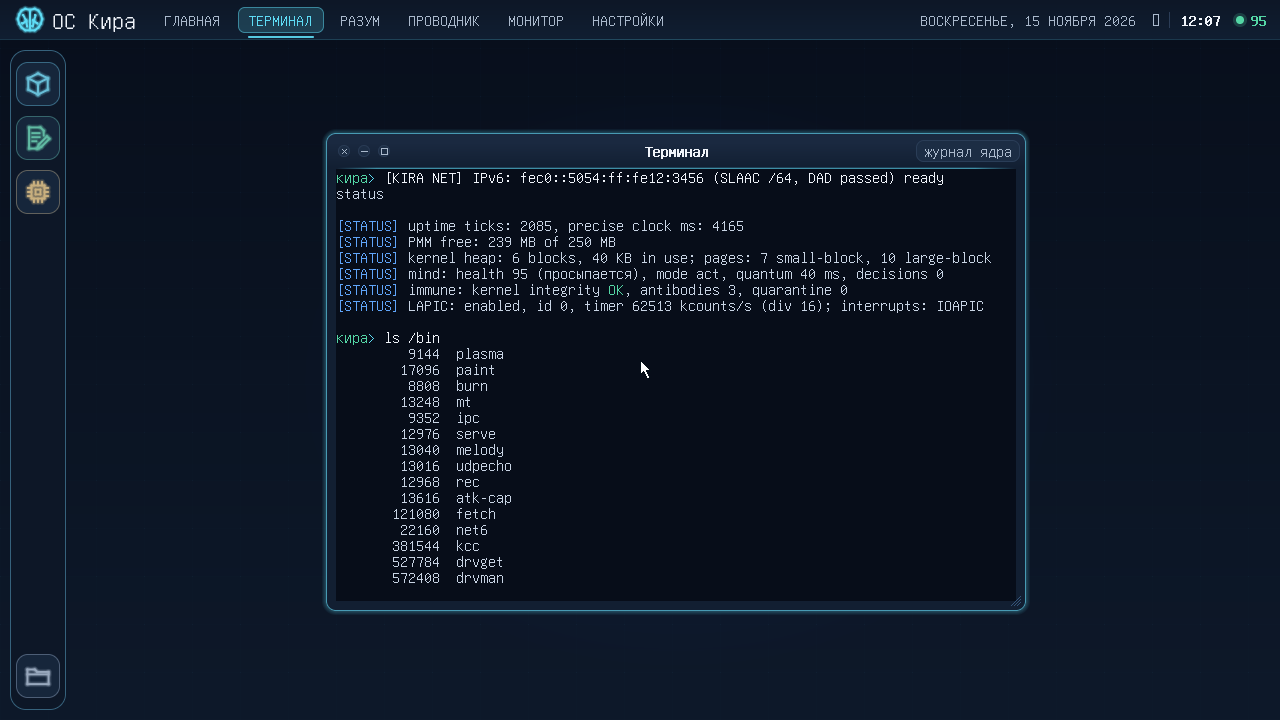 ОС Кира ГЛАВНАЯ ТЕРМИНАЛ РАЗУМ ПРОВОДНИК МОНИТОР НАСТРОЙКИ ВОСКРЕСЕНЬЕ, 15 НОЯБРЯ 2026 12:07 95
Терминал журнал ядра
кира> [KIRA NET] IPv6: fec0::5054:ff:fe12:3456 (SLAAC /64, DAD passed) ready
status
[STATUS] uptime ticks: 2085, precise clock ms: 4165
[STATUS] PMM free: 239 MB of 250 MB
[STATUS] kernel heap: 6 blocks, 40 KB in use; pages: 7 small-block, 10 large-block
[STATUS] mind: health 95 (просыпается), mode act, quantum 40 ms, decisions 0
[STATUS] immune: kernel integrity OK, antibodies 3, quarantine 0
[STATUS] LAPIC: enabled, id 0, timer 62513 kcounts/s (div 16); interrupts: IOAPIC
кира> ls /bin
9144 plasma
17096 paint
8808 burn
13248 mt
9352 ipc
12976 serve
13040 melody
13016 udpecho
12968 rec
13616 atk-cap
121080 fetch
22160 net6
381544 kcc
527784 drvget
572408 drvman